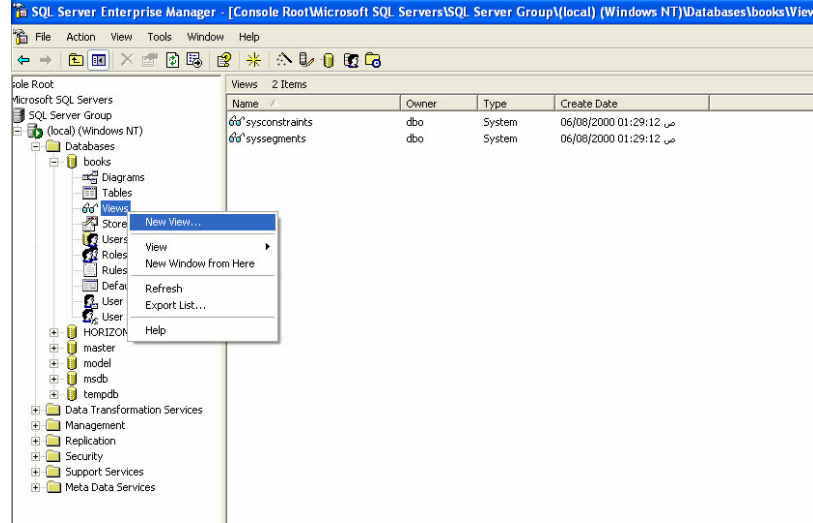 SQL Server Enterprise Manager - [Console Root\Microsoft SQL Servers\SQL Server Group\(local) (Windows NT)\Databases\books\View
File Action View Tools Window Help
sole Root
Microsoft SQL Servers
SQL Server Group
(local) (Windows NT)
Databases
books
Diagrams
Tables
Views
Store
Users
Roles
Rules
Defau
User
User
HORIZON
master
model
msdb
tempdb
Data Transformation Services
Management
Replication
Security
Support Services
Meta Data Services
New View...
View
New Window from Here
Refresh
Export List...
Help
Views 2 Items
Name Owner Type Create Date
sysconstraints dbo System 06/08/2000 01:29:12 ص
syssegments dbo System 06/08/2000 01:29:12 ص